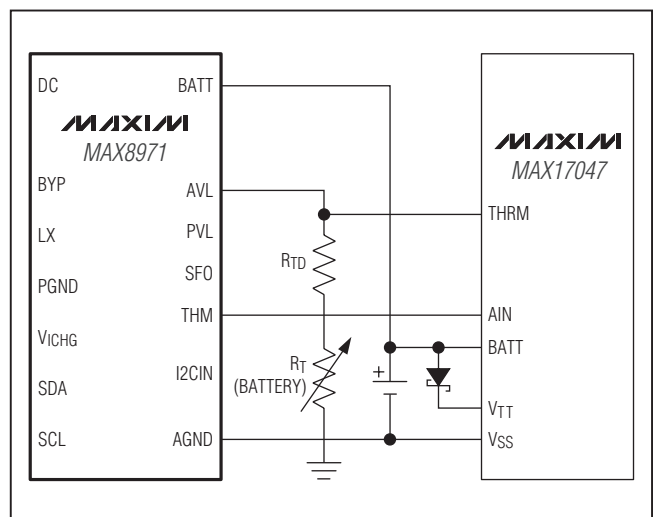 DC
BATT
MAXIM
MAX8971
BYP
AVL
LX
PVL
SFO
PGND
THM
VICHG
I2CIN
SDA
SCL
AGND
RTD
RT
(BATTERY)
+
MAXIM
MAX17047
THRM
AIN
BATT
VTT
VSS